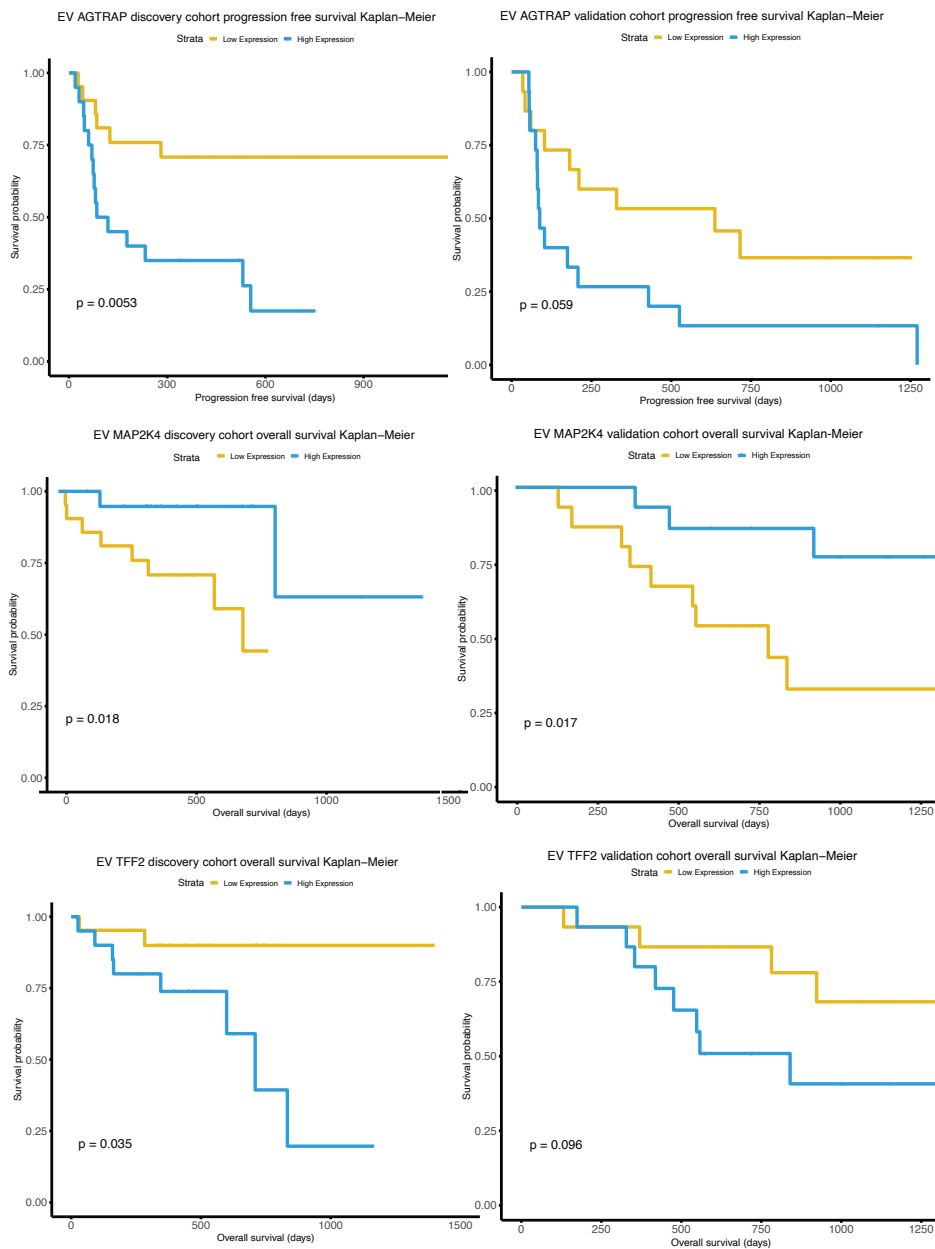 EV AGTRAP discovery cohort progression free survival Kaplan−Meier
Strata Low Expression High Expression
1.00
0.75
0.50
0.25
0.00
Survival probability
p = 0.0053
0 300 600 900
Progression free survival (days)
EV AGTRAP validation cohort progression free survival Kaplan−Meier
Strata Low Expression High Expression
1.00
0.75
0.50
0.25
0.00
Survival probability
p = 0.059
0 250 500 750 1000 1250
Progression free survival (days)
EV MAP2K4 discovery cohort overall survival Kaplan−Meier
Strata Low Expression High Expression
1.00
0.75
0.50
0.25
0.00
Survival probability
p = 0.018
0 500 1000 1500
Overall survival (days)
EV MAP2K4 validation cohort overall survival Kaplan-Meier
Strata Low Expression High Expression
1.00
0.75
0.50
0.25
0.00
Survival probability
p = 0.017
0 250 500 750 1000 1250
Overall survival (days)
EV TFF2 discovery cohort overall survival Kaplan−Meier
Strata Low Expression High Expression
1.00
0.75
0.50
0.25
0.00
Survival probability
p = 0.035
0 500 1000 1500
Overall survival (days)
EV TFF2 validation cohort overall survival Kaplan−Meier
Strata Low Expression High Expression
1.00
0.75
0.50
0.25
0.00
Survival probability
p = 0.096
0 250 500 750 1000 1250
Overall survival (days)